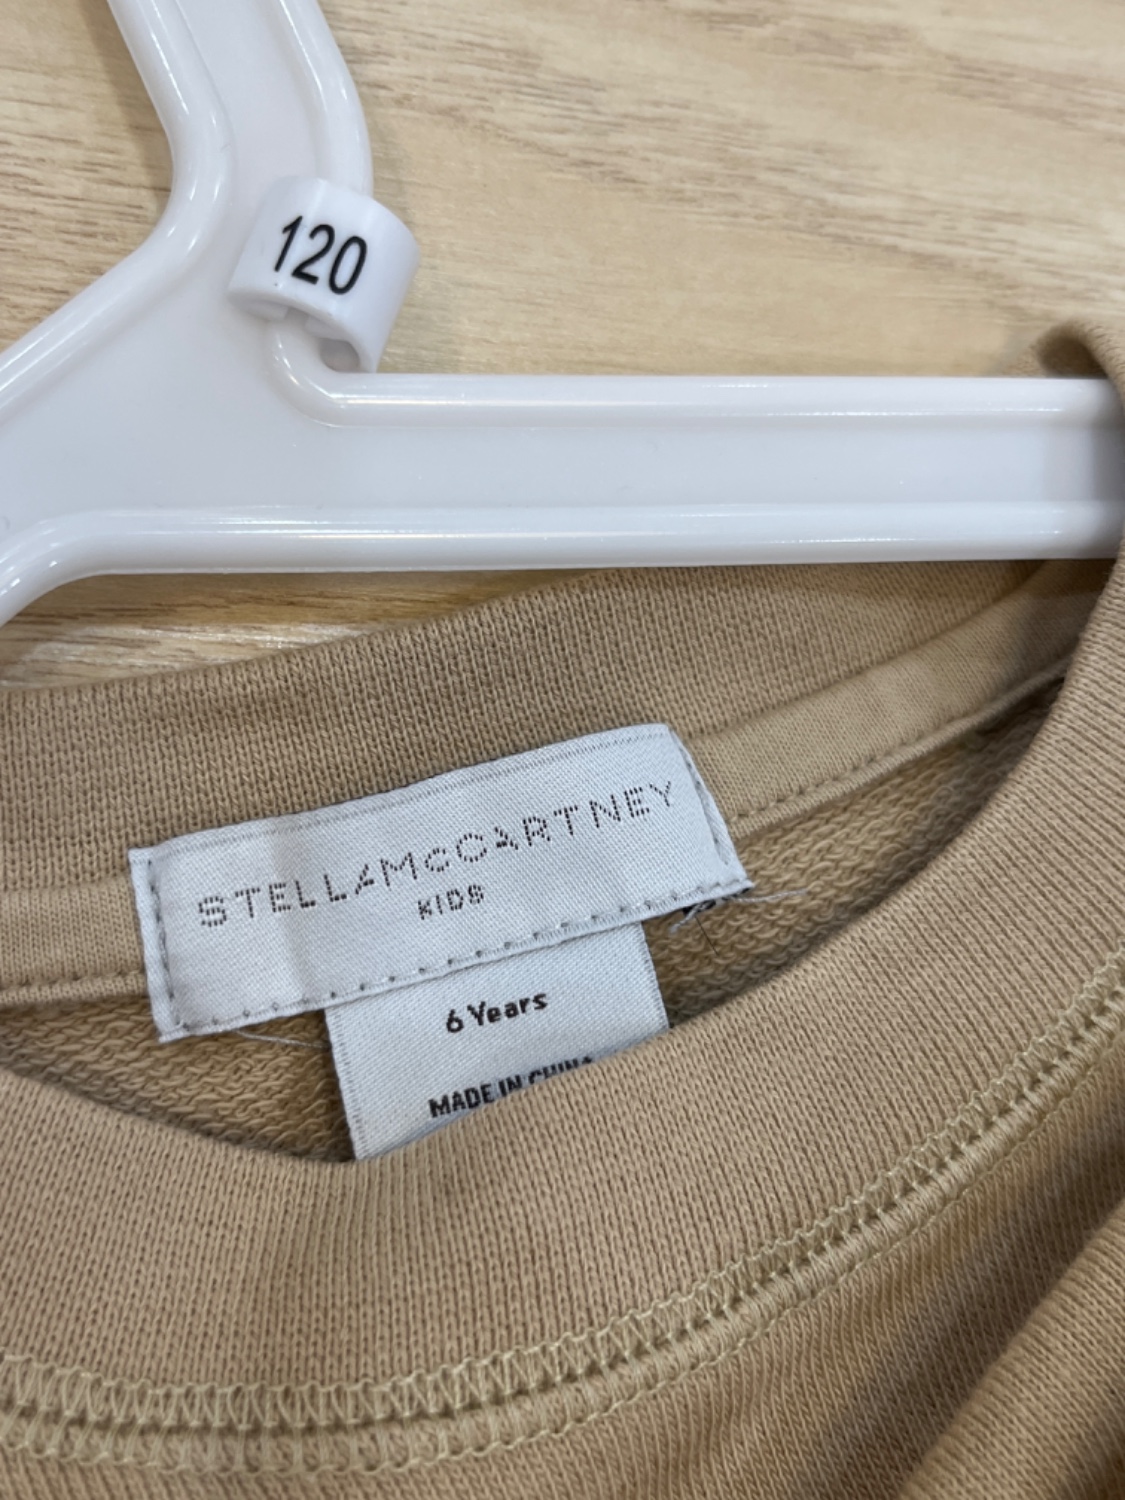 120
STELLAMcCARTNEY
KIDS
6 Years
MADE IN CHINA